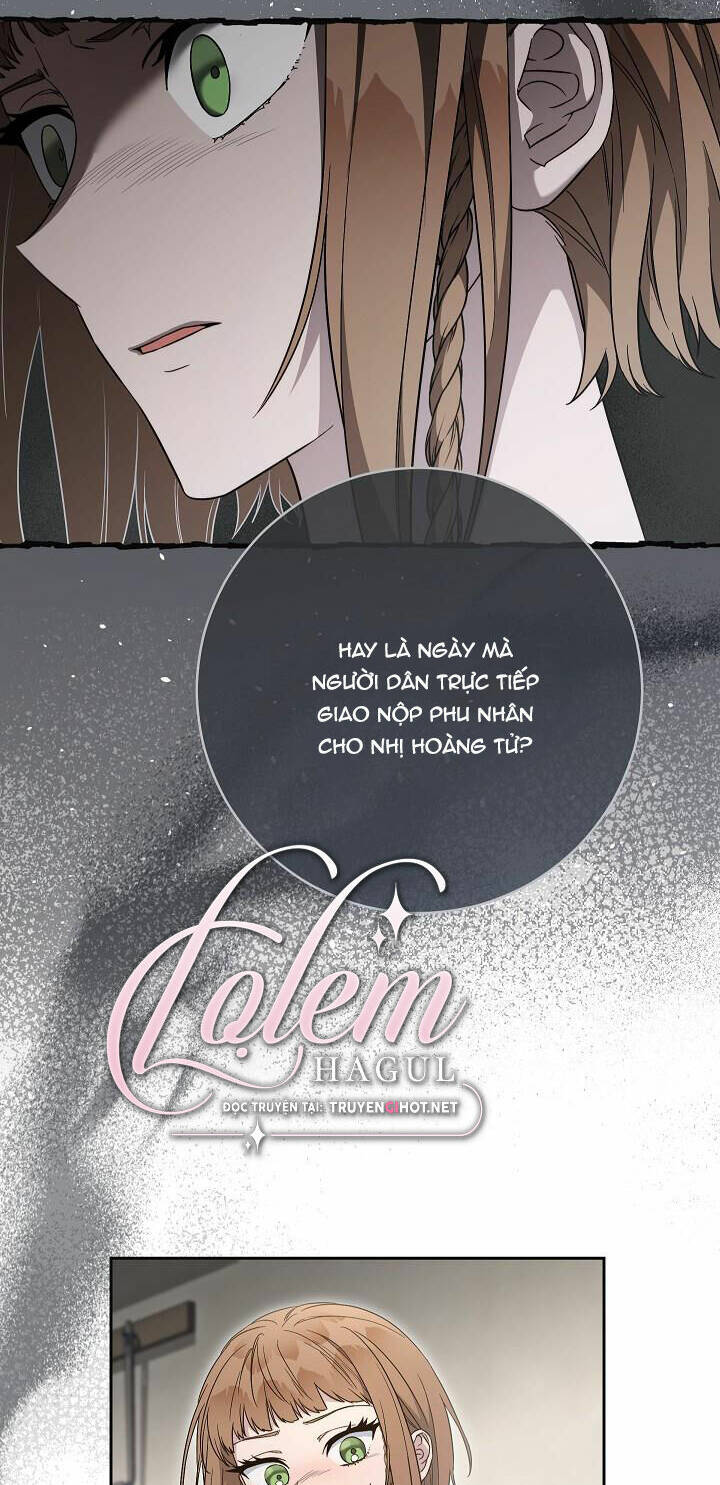 HAY LÀ NGÀY MÀ
NGƯỜI DÂN TRỰC TIẾP
GIAO NỘP PHU NHÂN
CHO NHỊ HOÀNG TỬ?
Lọlem
HAGUL
ĐỌC TRUYỆN TẠI: TRUYENCIHOT.NET